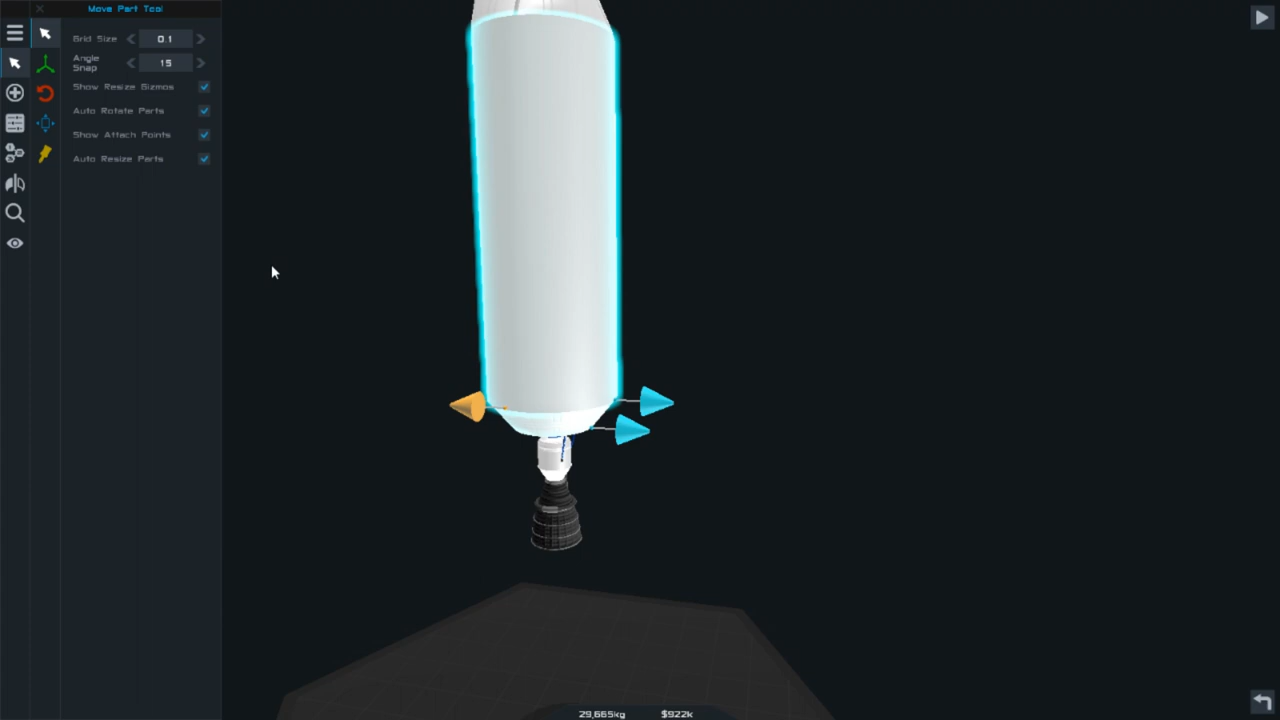 Move Part Tool
Grid Size 0.1
Angle Snap 15
Show Resize Gizmos
Auto Rotate Parts
Show Attach Points
Auto Resize Parts
29,665kg $922k